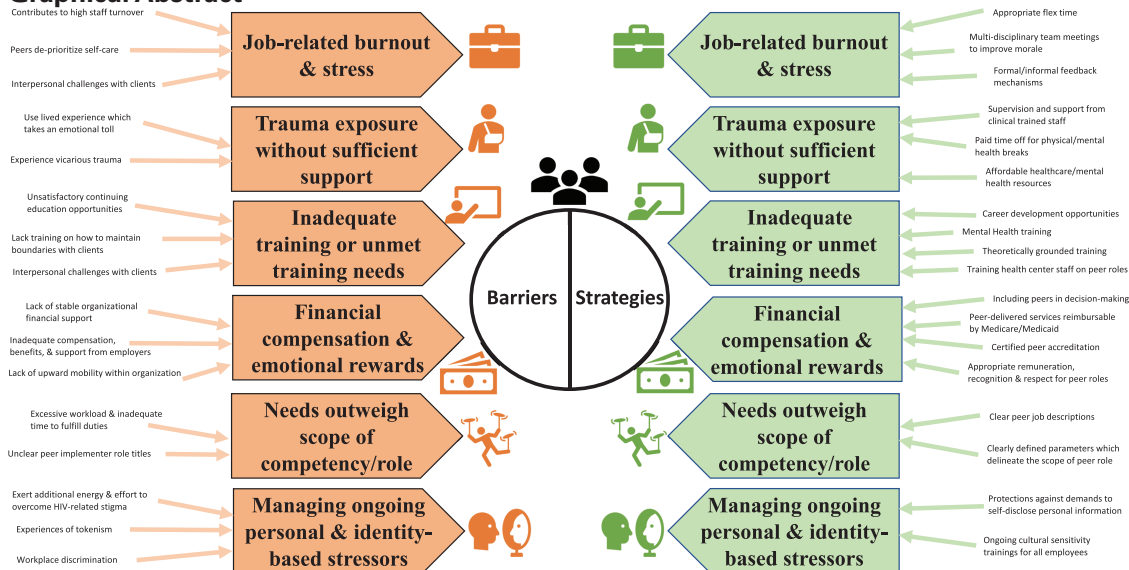 Graphical Abstract
Contributes to high staff turnover
Peers de-prioritize self-care
Interpersonal challenges with clients
Job-related burnout
& stress
Use lived experience which
takes an emotional toll
Experience vicarious trauma
Trauma exposure
without sufficient
support
Unsatisfactory continuing
education opportunities
Lack training on how to maintain
boundaries with clients
Interpersonal challenges with clients
Inadequate
training or unmet
training needs
Lack of stable organizational
financial support
Inadequate compensation,
benefits, & support from employers
Lack of upward mobility within organization
Financial
compensation &
emotional rewards
Excessive workload & inadequate
time to fulfill duties
Unclear peer implementer role titles
Needs outweigh
scope of
competency/role
Exert additional energy & effort to
overcome HIV-related stigma
Experiences of tokenism
Workplace discrimination
Managing ongoing
personal & identity-
based stressors
Barriers
Strategies
Job-related burnout
& stress
Appropriate flex time
Multi-disciplinary team meetings
to improve morale
Formal/informal feedback
mechanisms
Trauma exposure
without sufficient
support
Supervision and support from
clinical trained staff
Paid time off for physical/mental
health breaks
Affordable healthcare/mental
health resources
Inadequate
training or unmet
training needs
Career development opportunities
Mental Health training
Theoretically grounded training
Training health center staff on peer roles
Financial
compensation &
emotional rewards
Including peers in decision-making
Peer-delivered services reimbursable
by Medicare/Medicaid
Certified peer accreditation
Appropriate remuneration,
recognition & respect for peer roles
Needs outweigh
scope of
competency/role
Clear peer job descriptions
Clearly defined parameters which
delineate the scope of peer role
Managing ongoing
personal & identity-
based stressors
Protections against demands to
self-disclose personal information
Ongoing cultural sensitivity
trainings for all employees